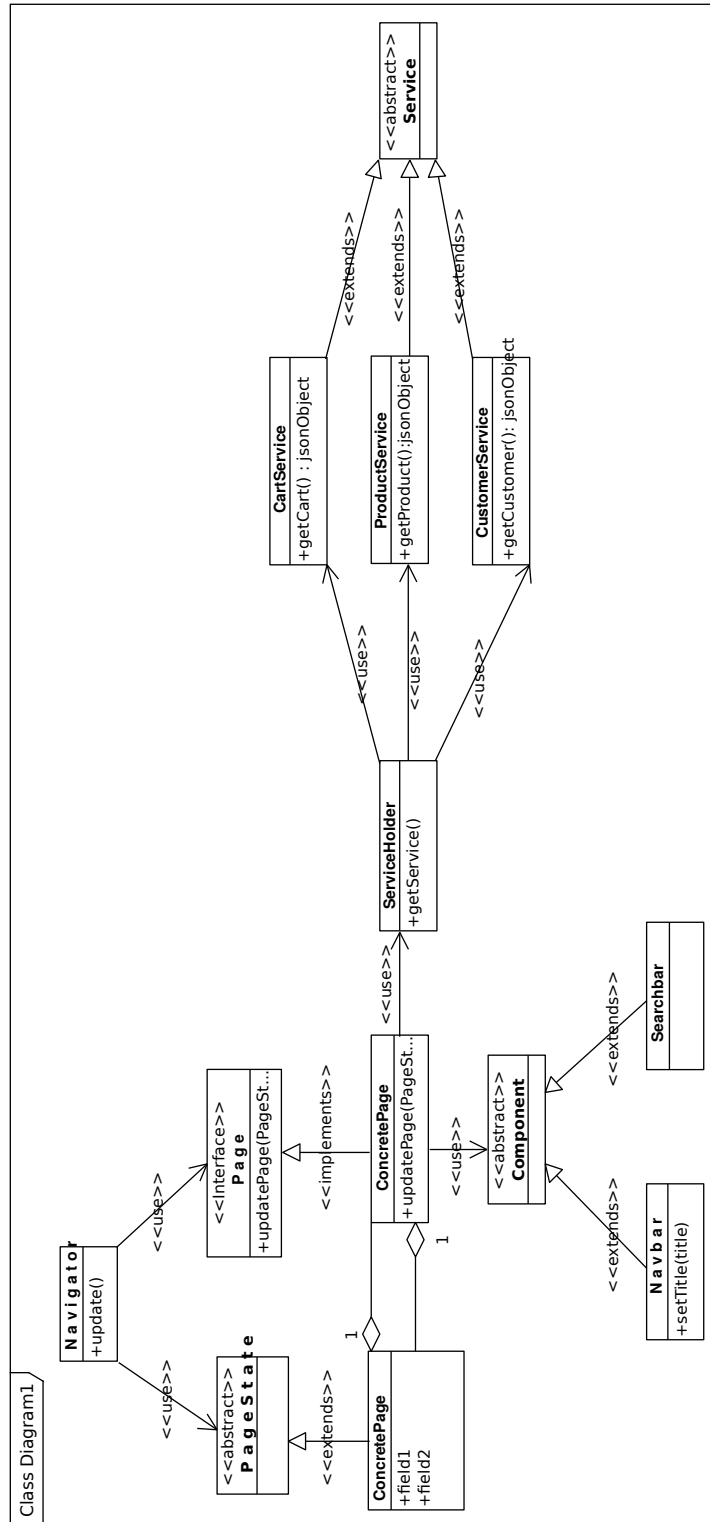 Class Diagram1
Navigator
+update()
<<use>>
<<use>>
<<abstract>>
PageState
<<Interface>>
Page
+updatePage(PageSt...
<<extends>>
<<implements>>
ConcretePage
+field1
+field2
1
1
ConcretePage
+updatePage(PageSt...
<<use>>
<<use>>
<<abstract>>
Component
<<extends>>
<<extends>>
Navbar
+setTitle(title)
Searchbar
ServiceHolder
+getService()
<<use>>
<<use>>
<<use>>
CartService
+getCart() : jsonObject
ProductService
+getProduct():jsonObject
CustomerService
+getCustomer(): jsonObject
<<extends>>
<<extends>>
<<extends>>
<<abstract>>
Service